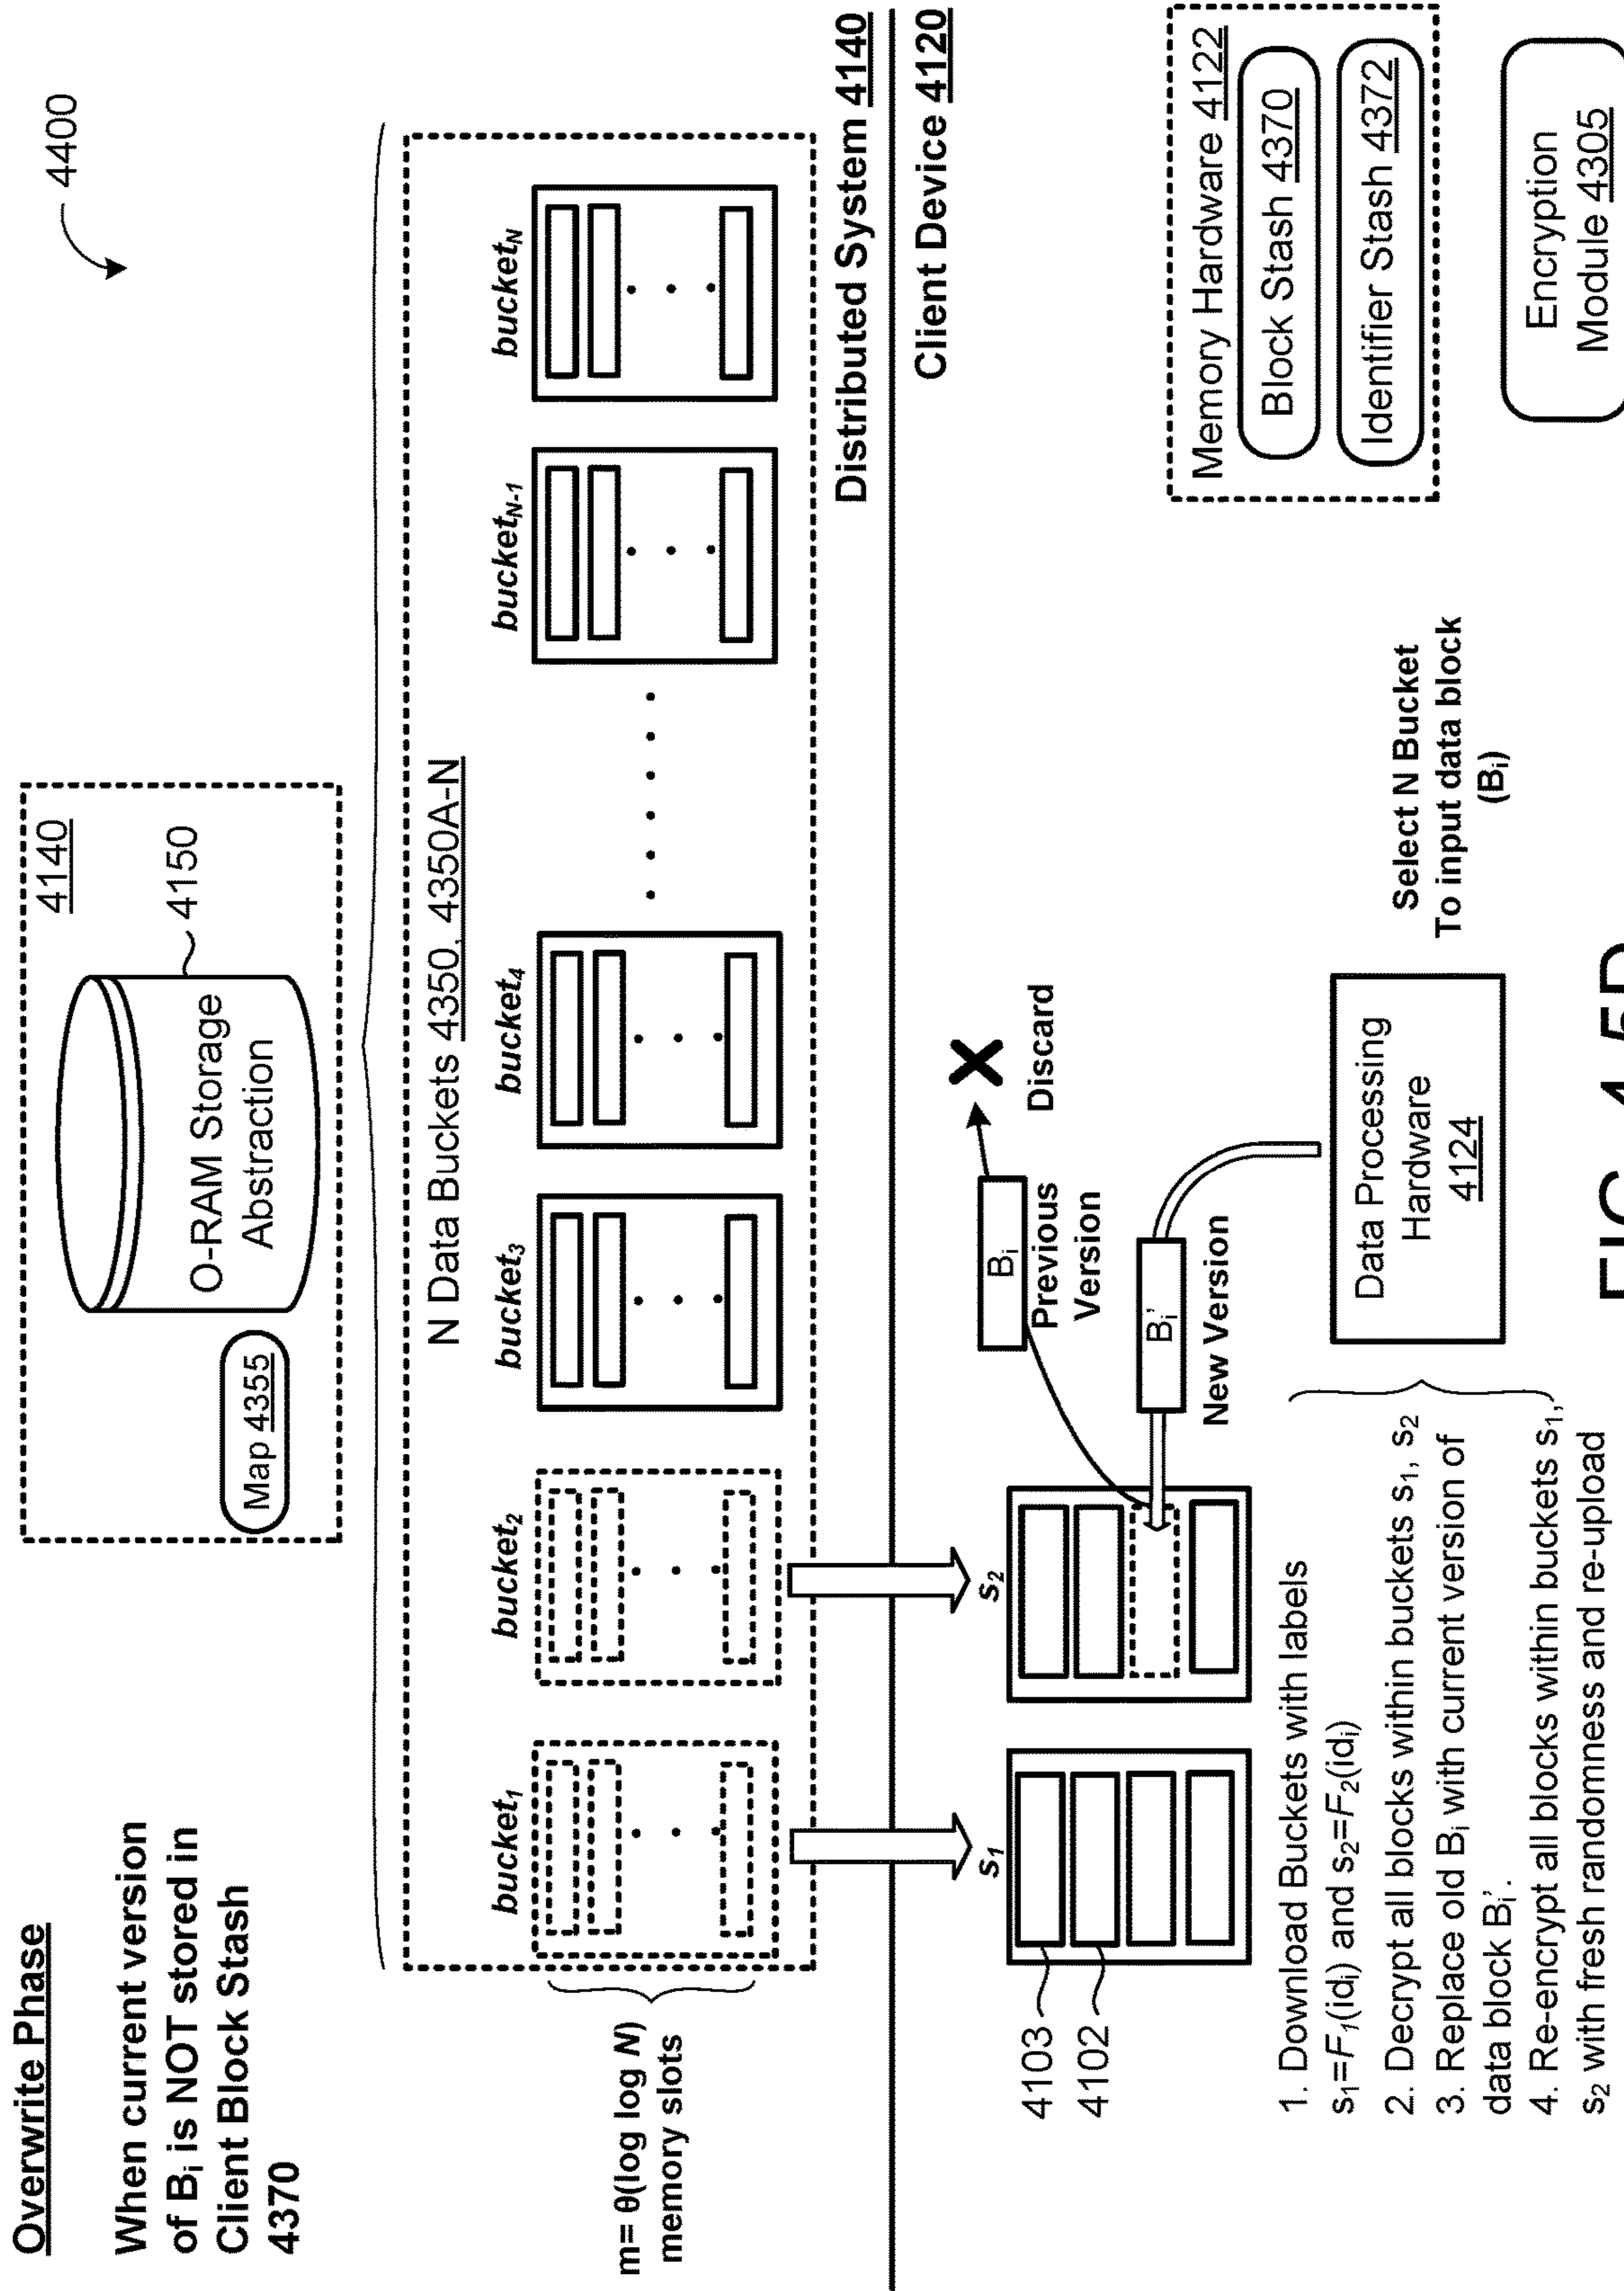 Overwrite Phase
When current version
of Bi is NOT stored in
Client Block Stash
4370
4400
4140
4150
O-RAM Storage
Abstraction
Map 4355
N Data Buckets 4350, 4350A-N
bucket1
bucket2
bucket3
bucket4
bucketN-1
bucketN
m= θ(log log N)
memory slots
Distributed System 4140
Client Device 4120
s1
s2
4103
4102
Bi
Previous
Version
Discard
Bi'
New Version
Memory Hardware 4122
Block Stash 4370
Identifier Stash 4372
Encryption
Module 4305
Data Processing
Hardware
4124
Select N Bucket
To input data block
(Bi)
1. Download Buckets with labels
s1=F1(idi) and s2=F2(idi)
2. Decrypt all blocks within buckets s1, s2
3. Replace old Bi with current version of
data block Bi'.
4. Re-encrypt all blocks within buckets s1,
s2 with fresh randomness and re-upload